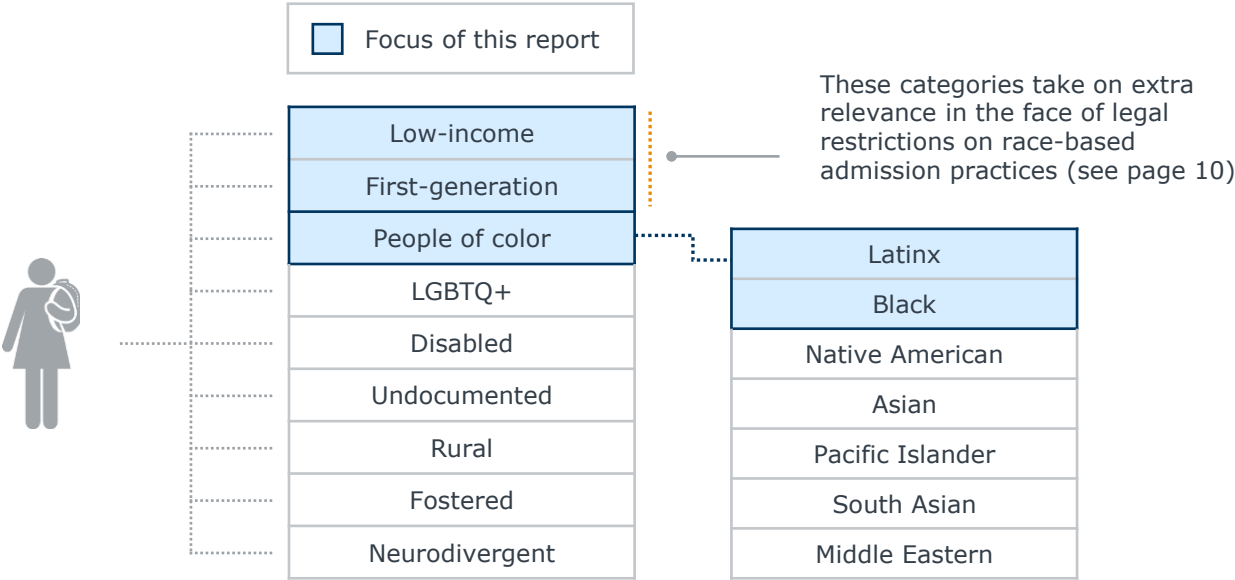 Focus of this report
These categories take on extra
relevance in the face of legal
restrictions on race-based
admission practices (see page 10)
Low-income
First-generation
People of color
LGBTQ+
Disabled
Undocumented
Rural
Fostered
Neurodivergent
Latinx
Black
Native American
Asian
Pacific Islander
South Asian
Middle Eastern